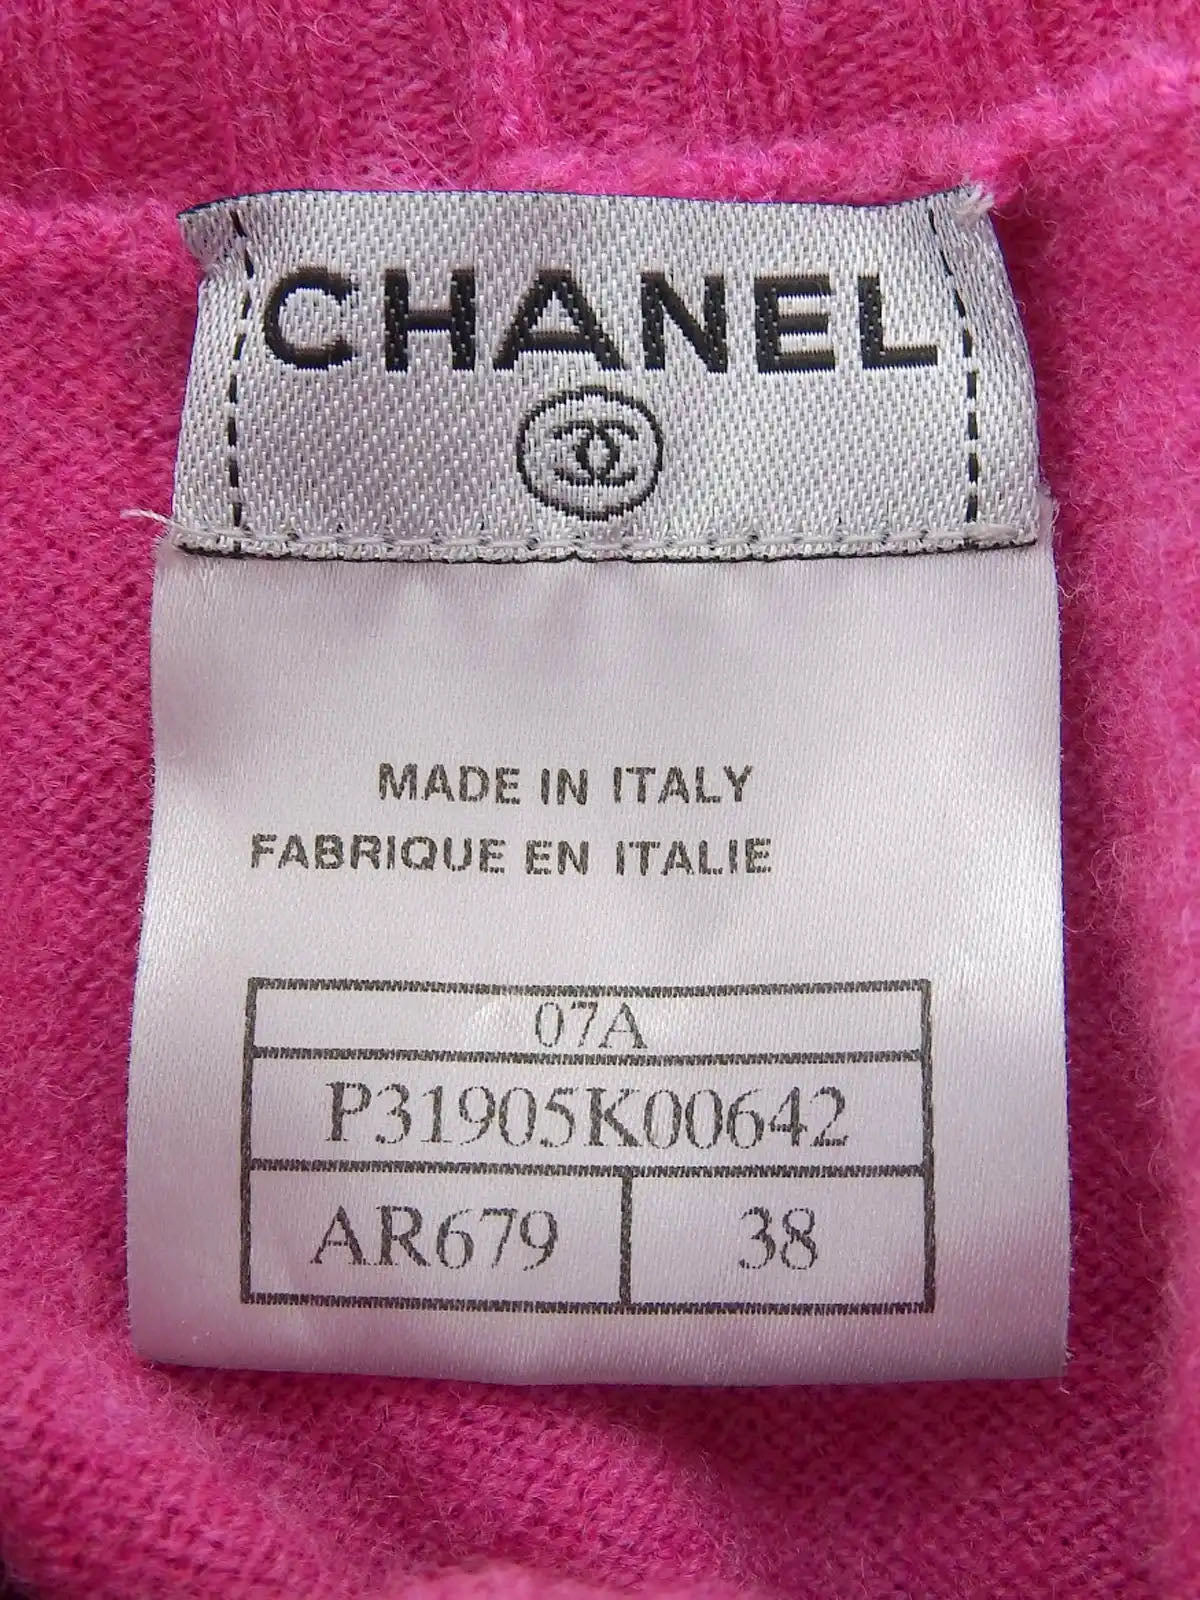 CHANEL
MADE IN ITALY
FABRIQUE EN ITALIE
07A
P31905K00642
AR679 38